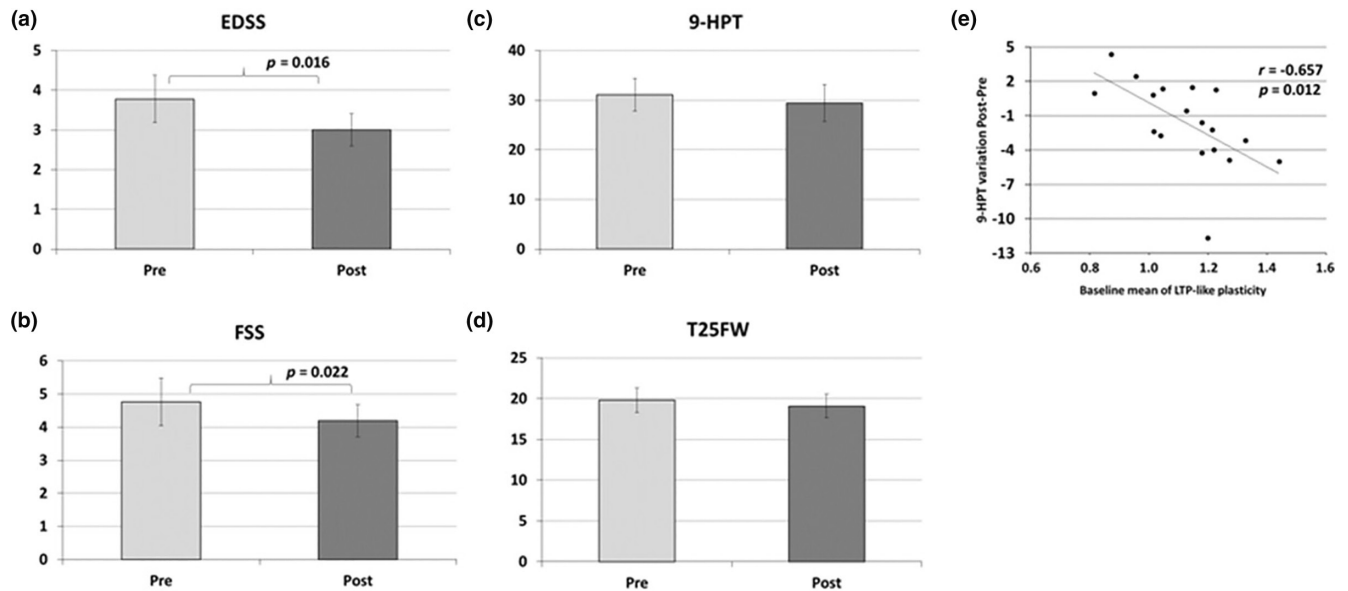 (a)
EDSS
5
4
3
2
1
0
p = 0.016
Pre
Post
(b)
FSS
6
5
4
3
2
1
0
p = 0.022
Pre
Post
(c)
9-HPT
40
30
20
10
0
Pre
Post
(d)
T25FW
25
20
15
10
5
0
Pre
Post
(e)
9-HPT variation Post-Pre
5
2
-1
-4
-7
-10
-13
r = -0.657
p = 0.012
0.6 0.8 1.0 1.2 1.4 1.6
Baseline mean of LTP-like plasticity